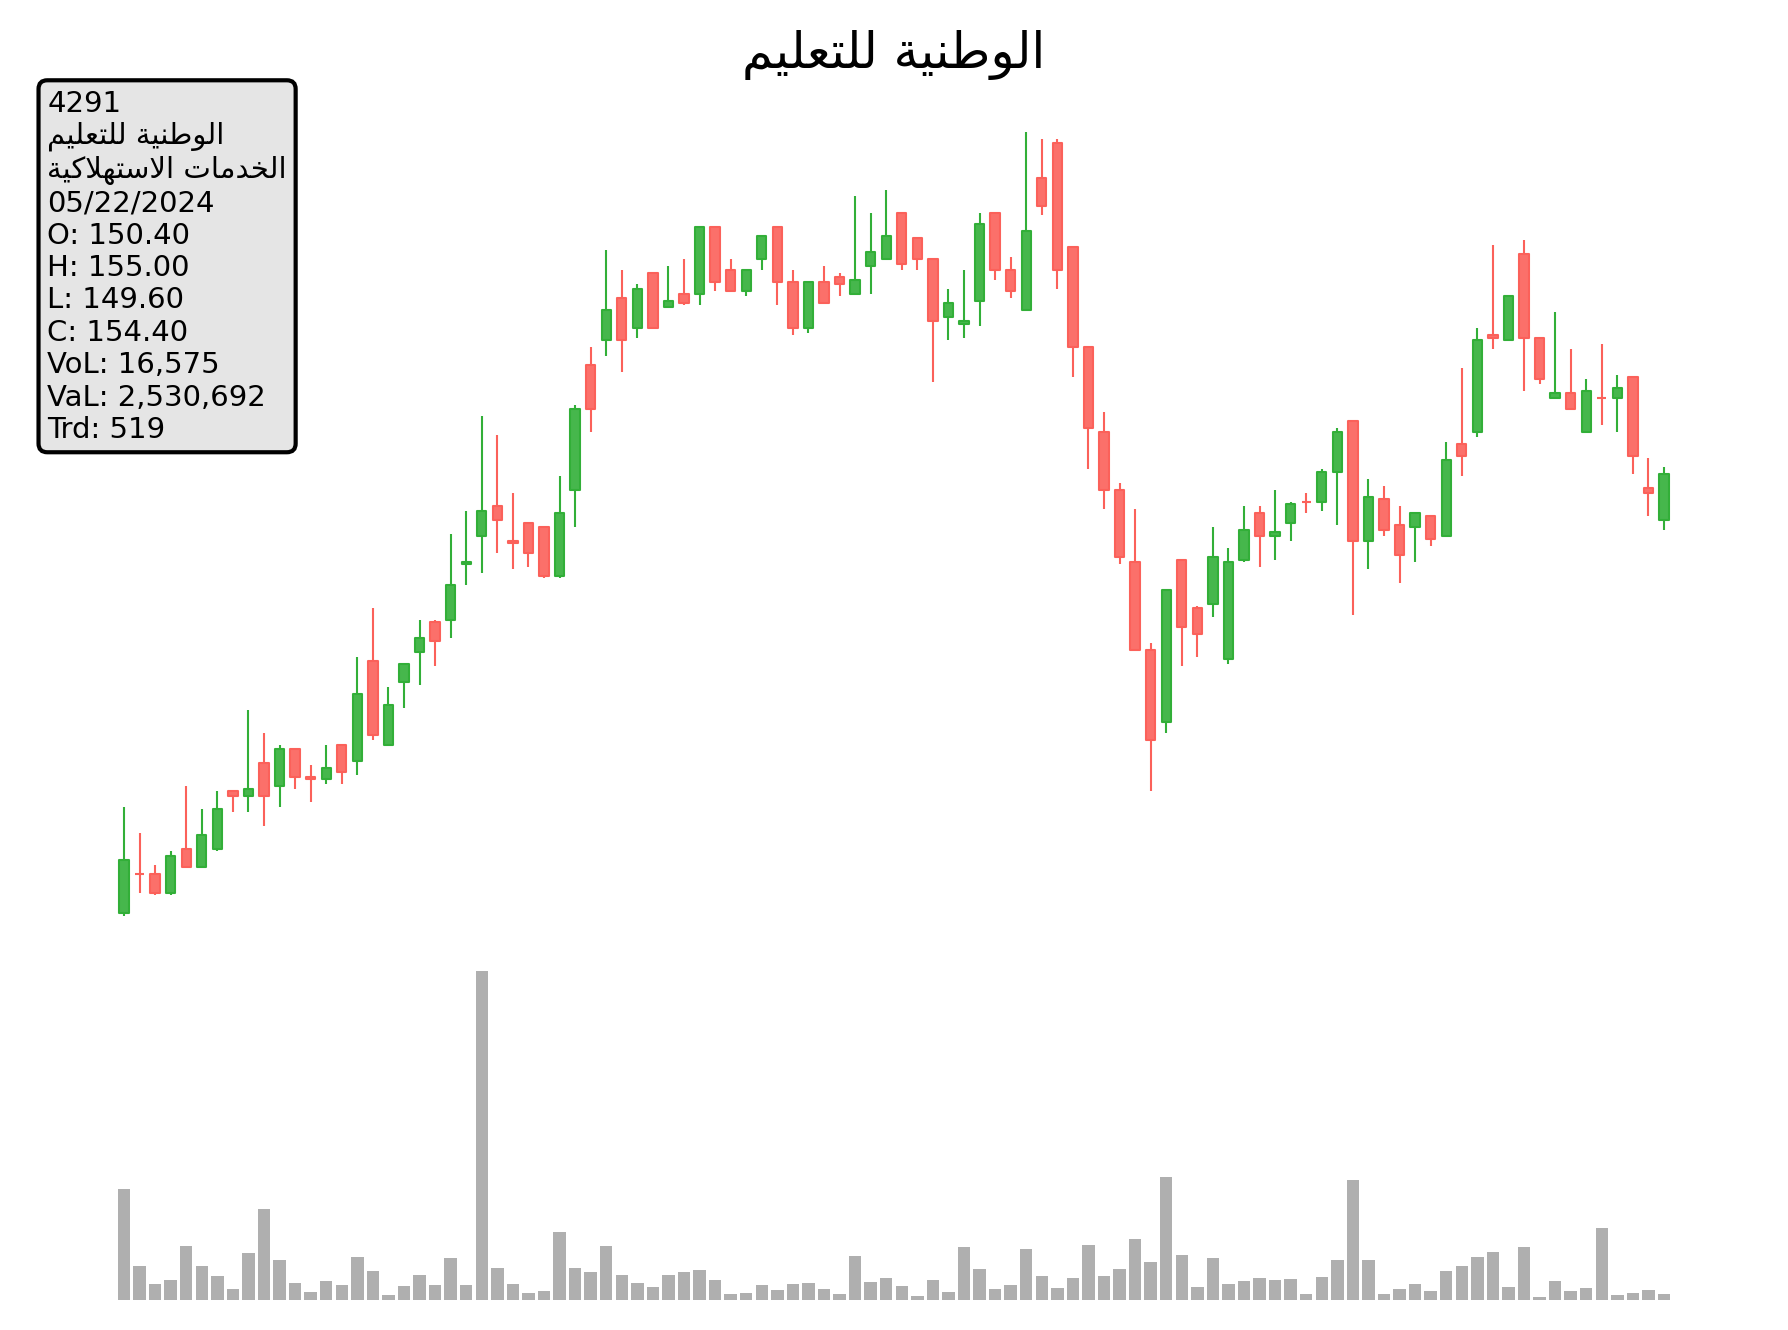 الوطنية للتعليم
4291
الوطنية للتعليم
الخدمات الاستهلاكية
05/22/2024
O: 150.40
H: 155.00
L: 149.60
C: 154.40
VoL: 16,575
VaL: 2,530,692
Trd: 519